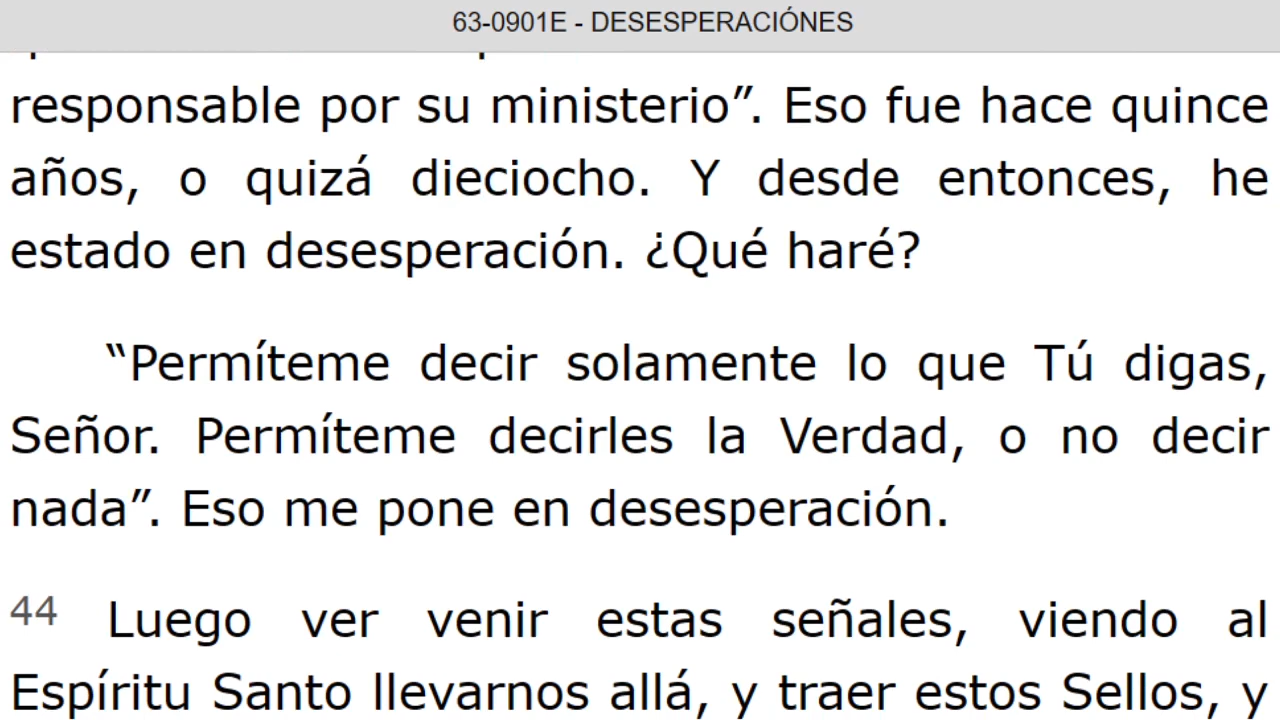 63-0901E - DESESPERACIÓNES
responsable por su ministerio”. Eso fue hace quince
años, o quizá dieciocho. Y desde entonces, he
estado en desesperación. ¿Qué haré?
“Permíteme decir solamente lo que Tú digas,
Señor. Permíteme decirles la Verdad, o no decir
nada”. Eso me pone en desesperación.
44 Luego ver venir estas señales, viendo al
Espíritu Santo llevarnos allá, y traer estos Sellos, y